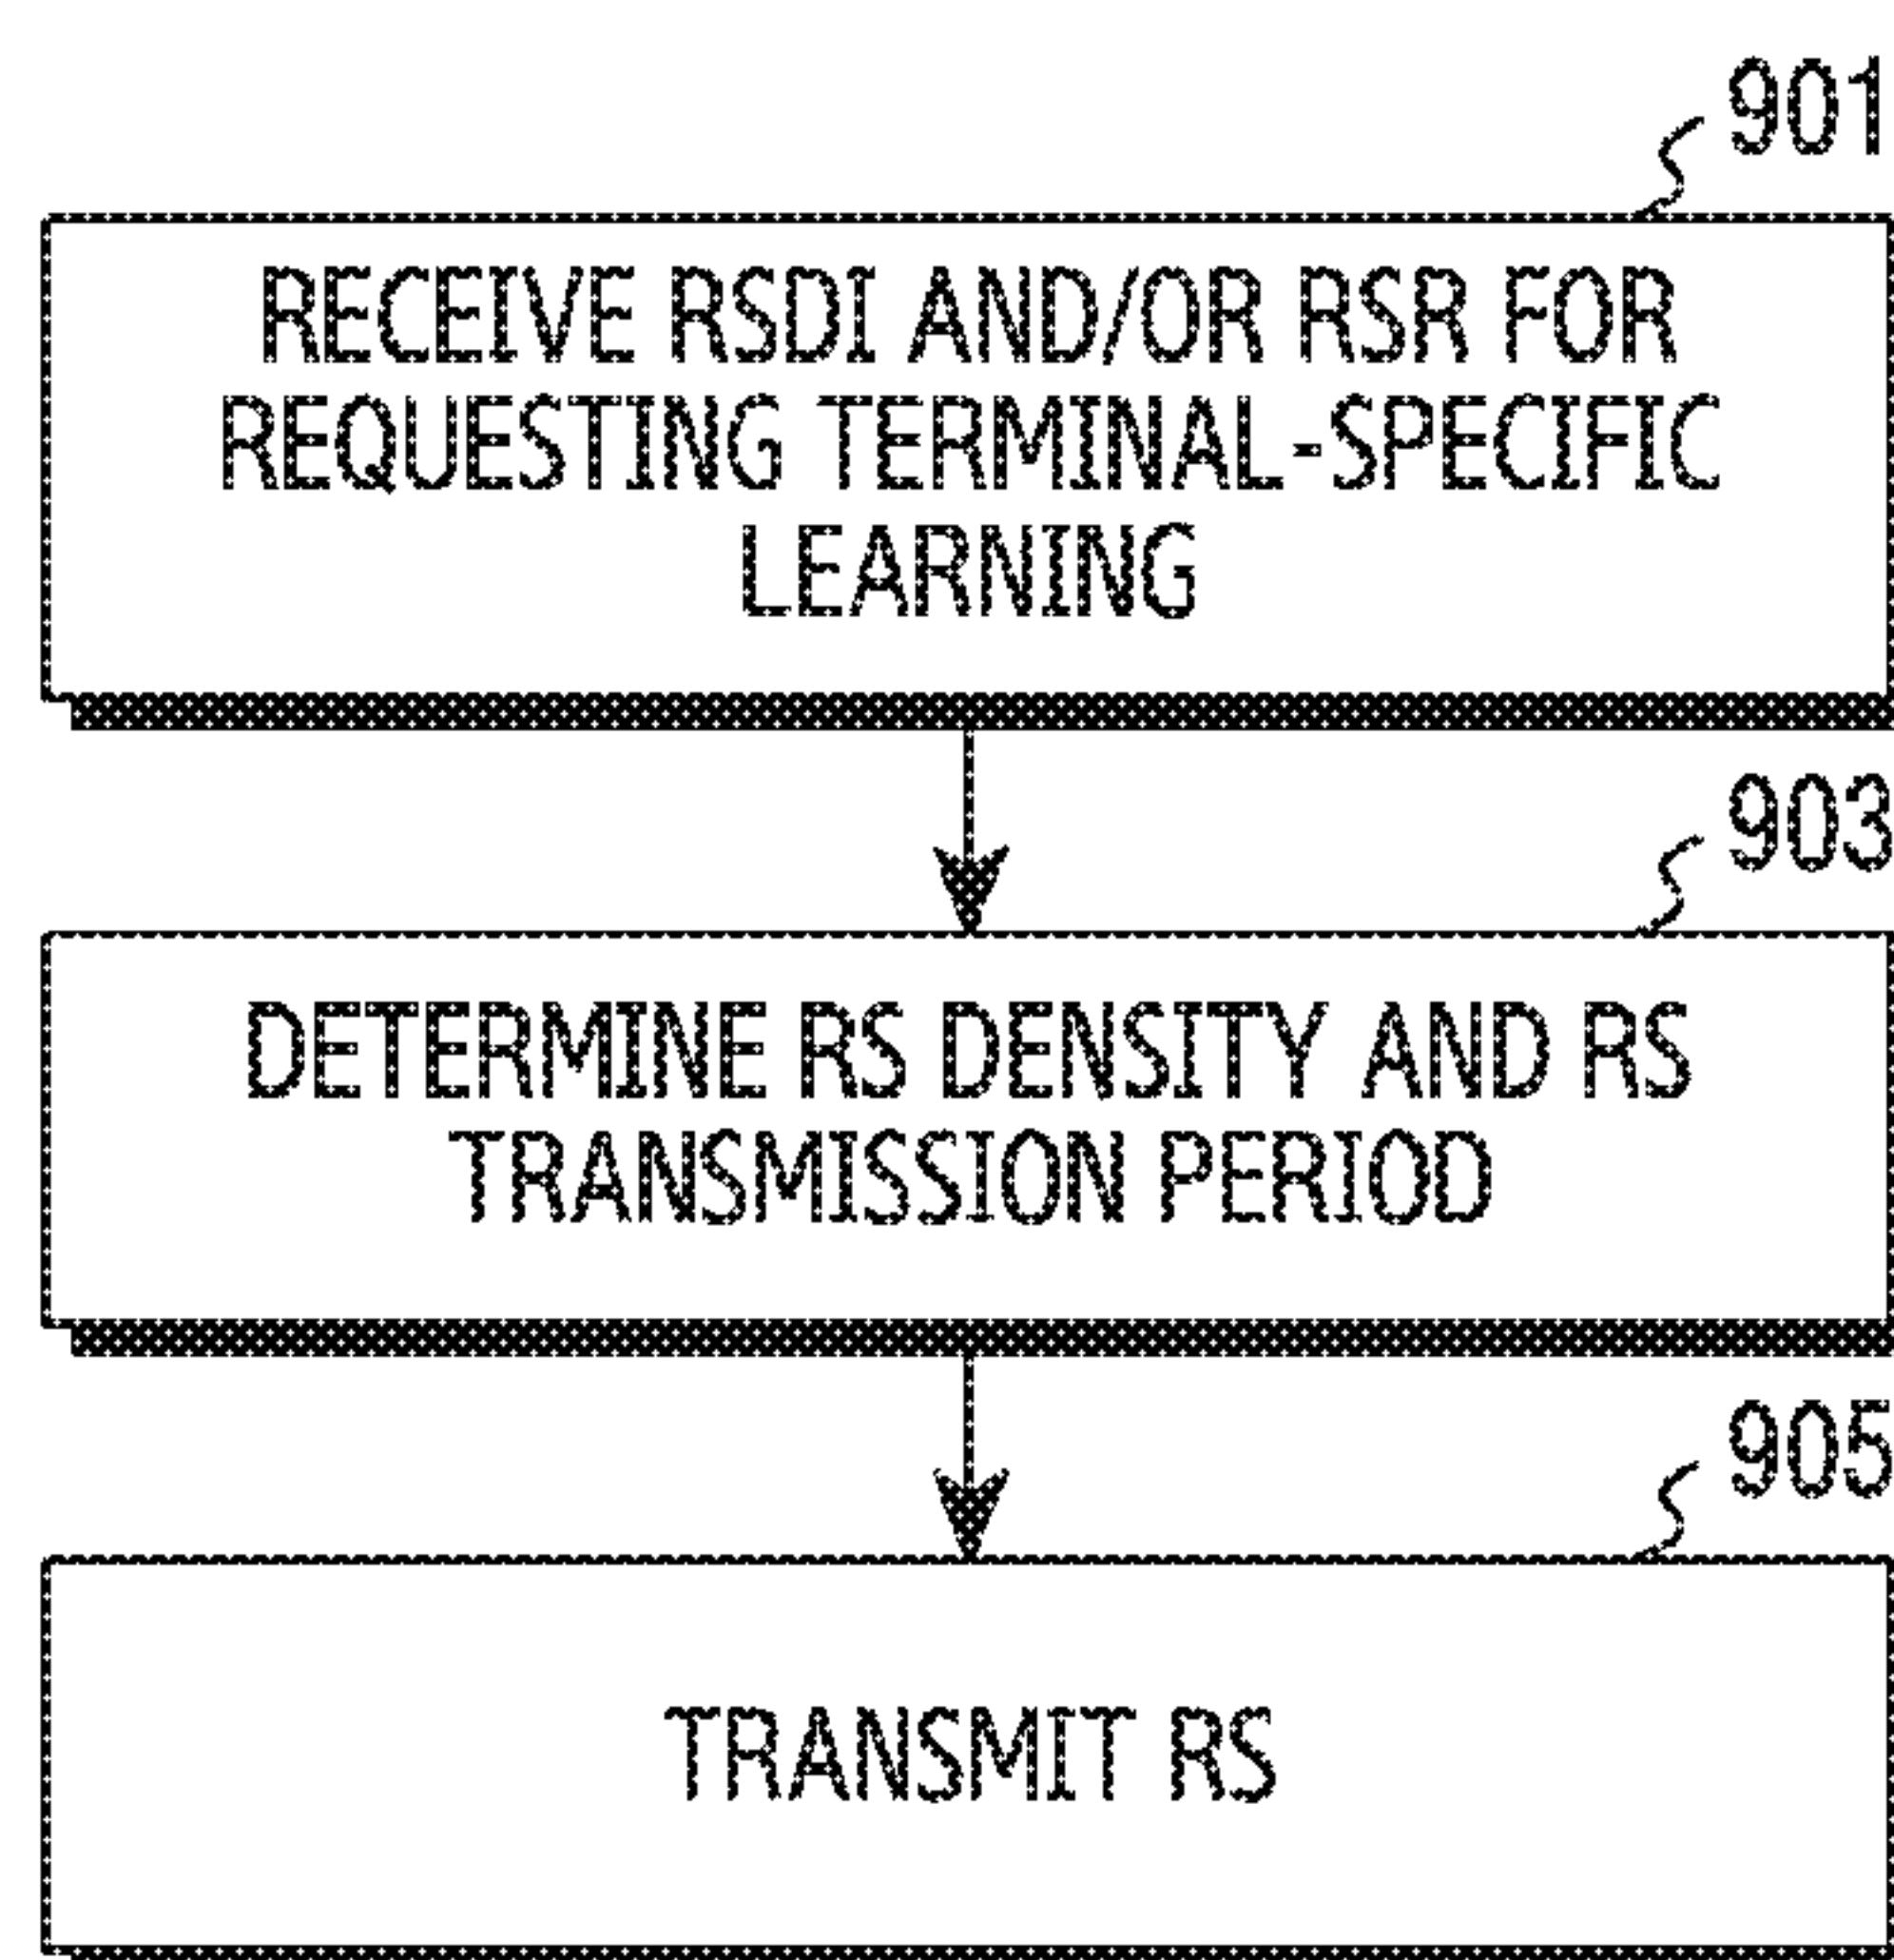 901
RECEIVE RSDI AND/OR RSR FOR
REQUESTING TERMINAL-SPECIFIC
LEARNING
903
DETERMINE RS DENSITY AND RS
TRANSMISSION PERIOD
905
TRANSMIT RS